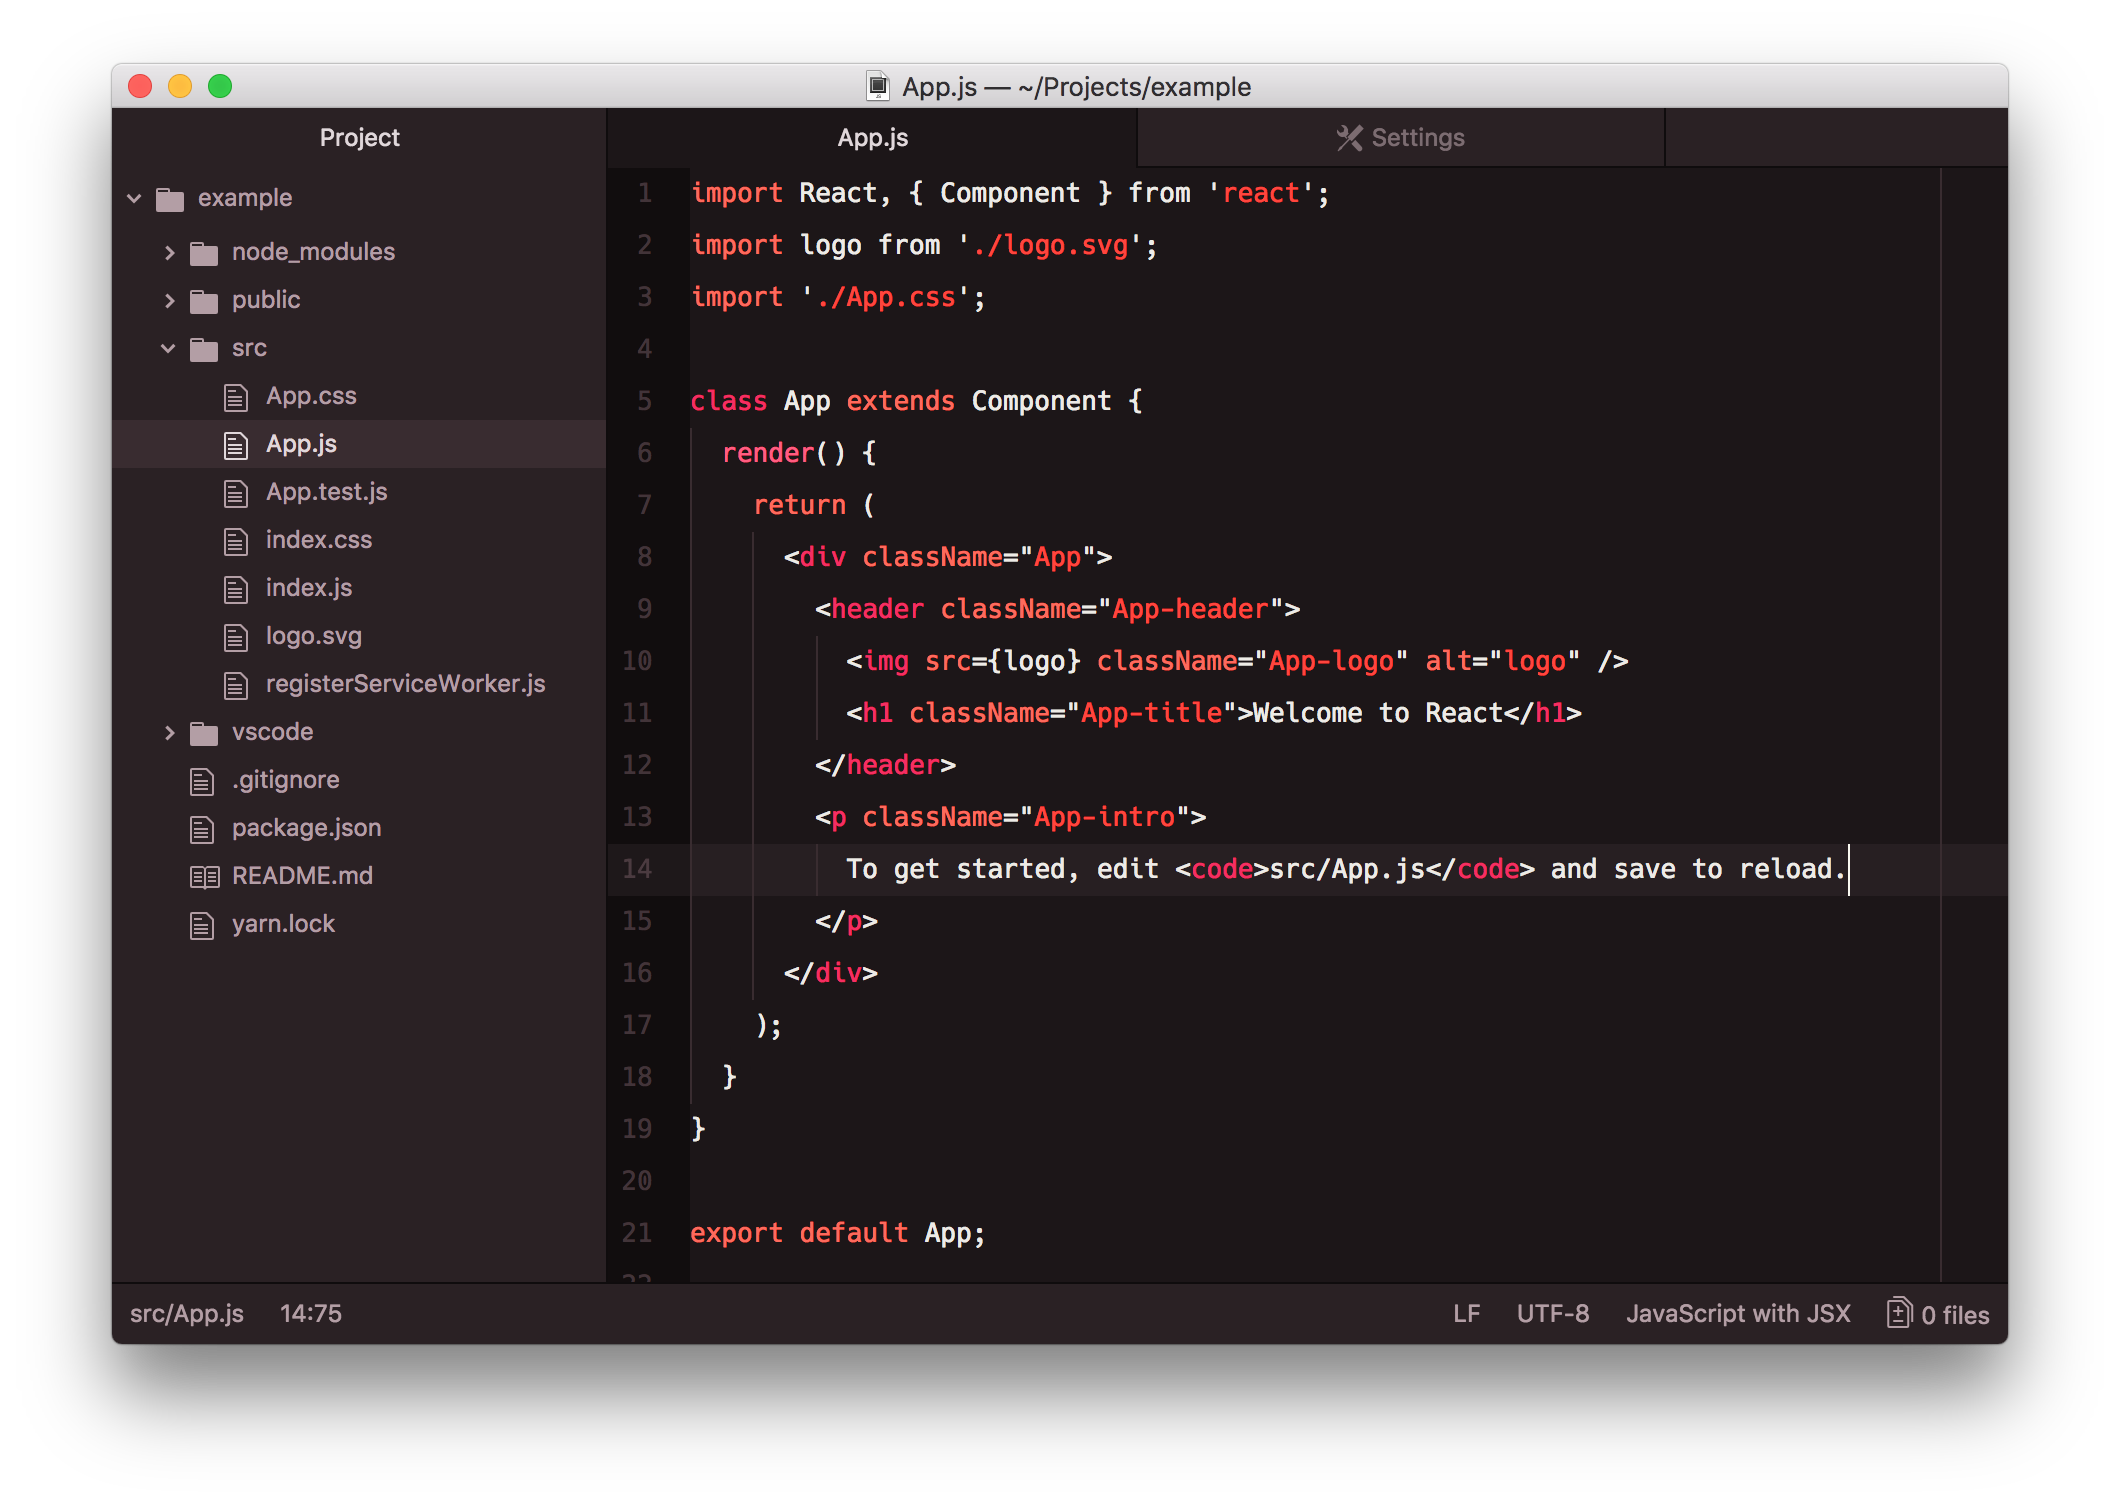 App.js — ~/Projects/example
Project
example
node_modules
public
src
App.css
App.js
App.test.js
index.css
index.js
logo.svg
registerServiceWorker.js
vscode
.gitignore
package.json
README.md
yarn.lock
App.js
Settings
1 import React, { Component } from 'react';
2 import logo from './logo.svg';
3 import './App.css';
4
5 class App extends Component {
6   render() {
7     return (
8       <div className="App">
9         <header className="App-header">
10           <img src={logo} className="App-logo" alt="logo" />
11           <h1 className="App-title">Welcome to React</h1>
12         </header>
13         <p className="App-intro">
14           To get started, edit <code>src/App.js</code> and save to reload.
15         </p>
16       </div>
17     );
18   }
19 }
20
21 export default App;
22
src/App.js 14:75
LF UTF-8 JavaScript with JSX 0 files